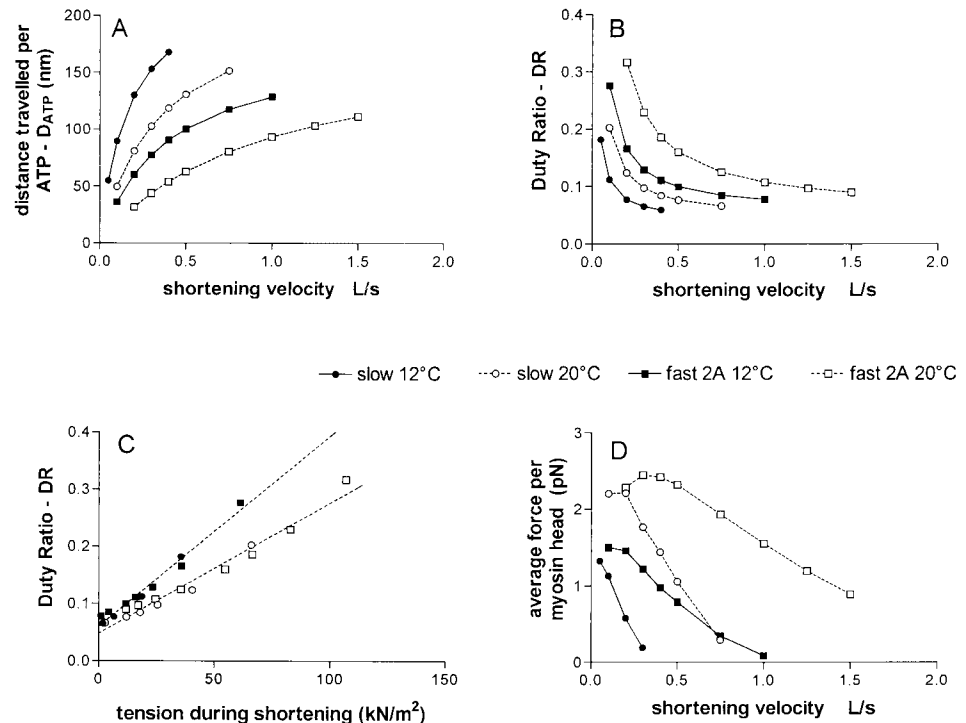 A
distance travelled per
ATP - D_ATP (nm)
200
150
100
50
0
0.0 0.5 1.0 1.5 2.0
shortening velocity L/s
B
Duty Ratio - DR
0.4
0.3
0.2
0.1
0.0
0.0 0.5 1.0 1.5 2.0
shortening velocity L/s
slow 12°C slow 20°C fast 2A 12°C fast 2A 20°C
C
Duty Ratio - DR
0.4
0.3
0.2
0.1
0.0
0 50 100 150
tension during shortening (kN/m²)
D
average force per
myosin head (pN)
3
2
1
0
0.0 0.5 1.0 1.5 2.0
shortening velocity L/s